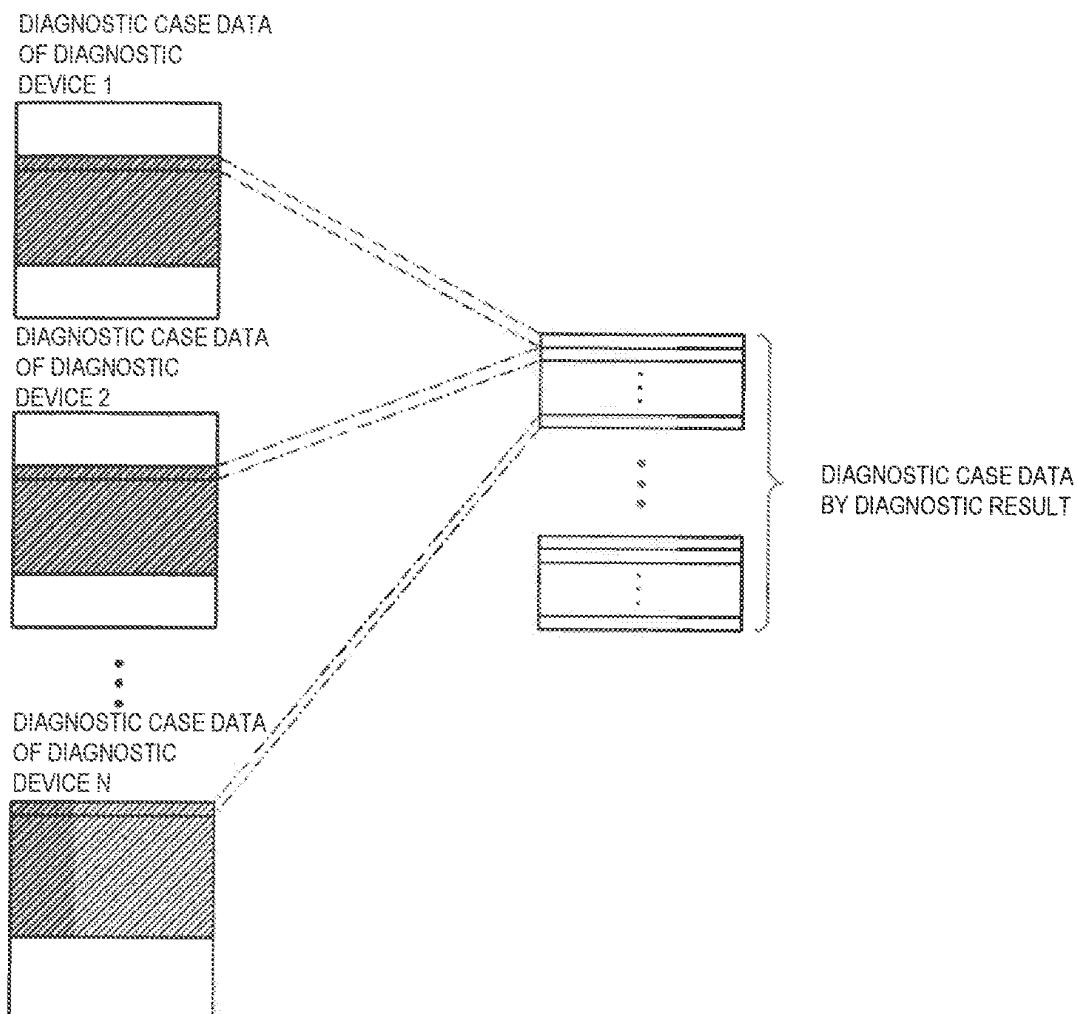 DIAGNOSTIC CASE DATA
OF DIAGNOSTIC
DEVICE 1
DIAGNOSTIC CASE DATA
OF DIAGNOSTIC
DEVICE 2
DIAGNOSTIC CASE DATA
BY DIAGNOSTIC RESULT
DIAGNOSTIC CASE DATA
OF DIAGNOSTIC
DEVICE N